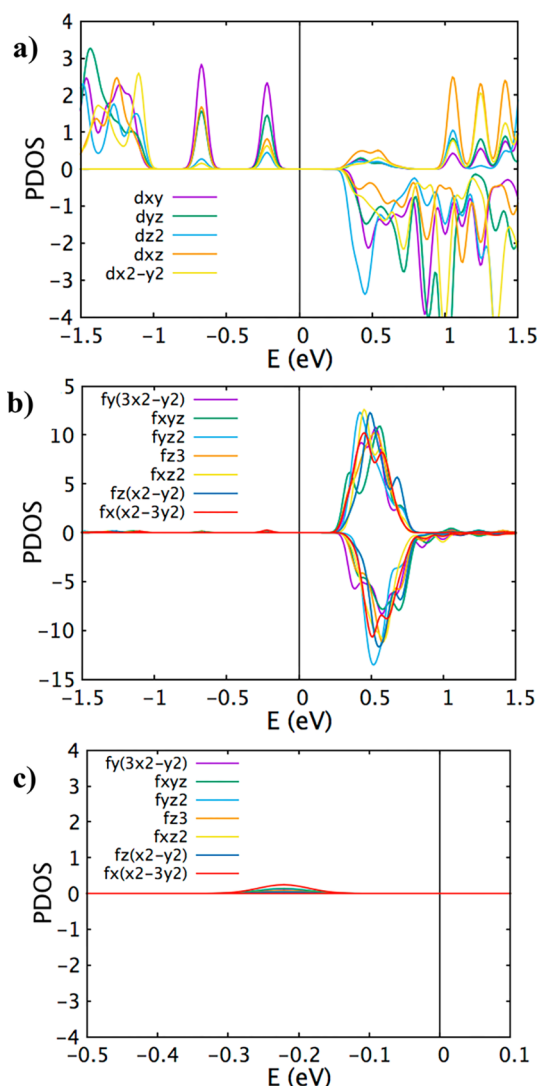 a)
4
3
2
1
0
-1
-2
-3
-4
PDOS
dxy
dyz
dz2
dxz
dx2-y2
-1.5 -1 -0.5 0 0.5 1 1.5
E (eV)
b)
15
10
5
0
-5
-10
-15
PDOS
fy(3x2-y2)
fxyz
fyz2
fz3
fxz2
fz(x2-y2)
fx(x2-3y2)
-1.5 -1 -0.5 0 0.5 1 1.5
E (eV)
c)
4
3
2
1
0
-1
-2
-3
-4
PDOS
fy(3x2-y2)
fxyz
fyz2
fz3
fxz2
fz(x2-y2)
fx(x2-3y2)
-0.5 -0.4 -0.3 -0.2 -0.1 0 0.1
E (eV)